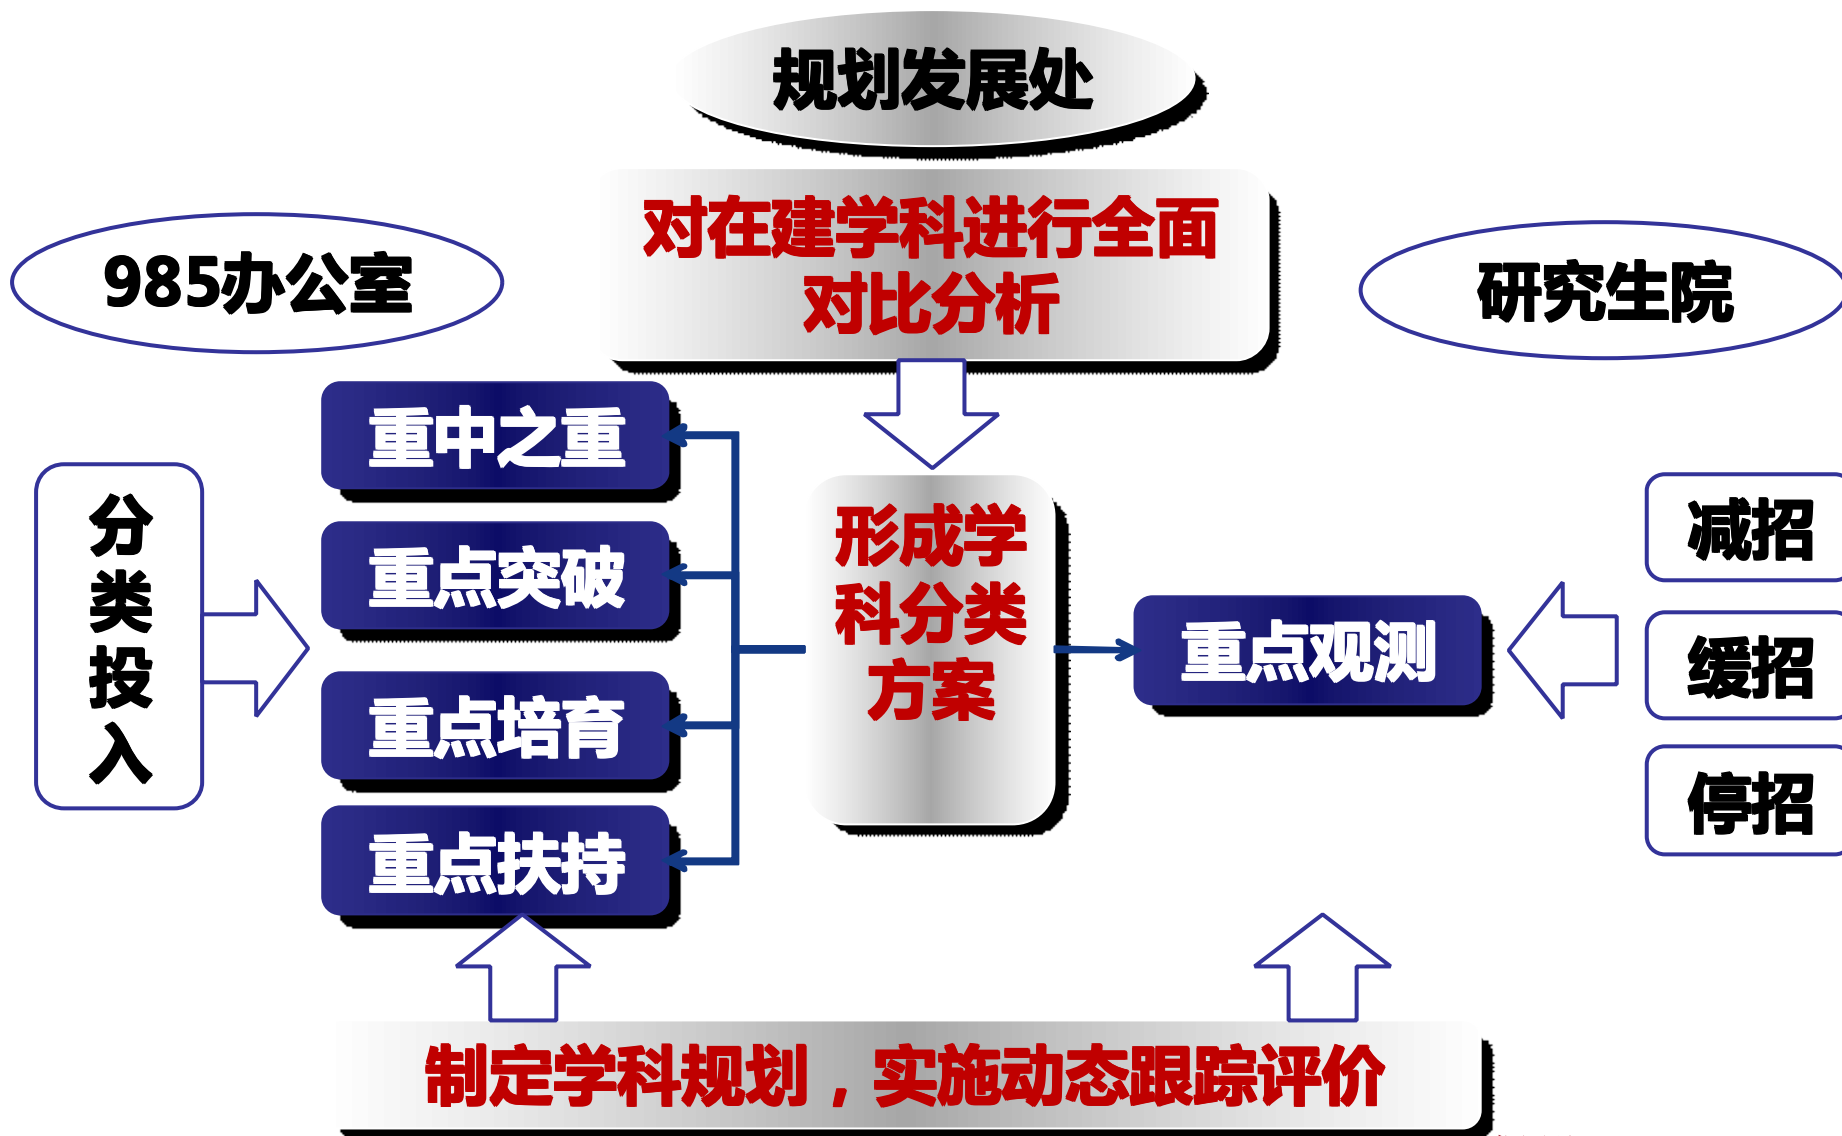 规划发展处
对在建学科进行全面
对比分析
985办公室
研究生院
重中之重
重点突破
重点培育
重点扶持
分
类
投
入
形成学
科分类
方案
重点观测
减招
缓招
停招
制定学科规划，实施动态跟踪评价